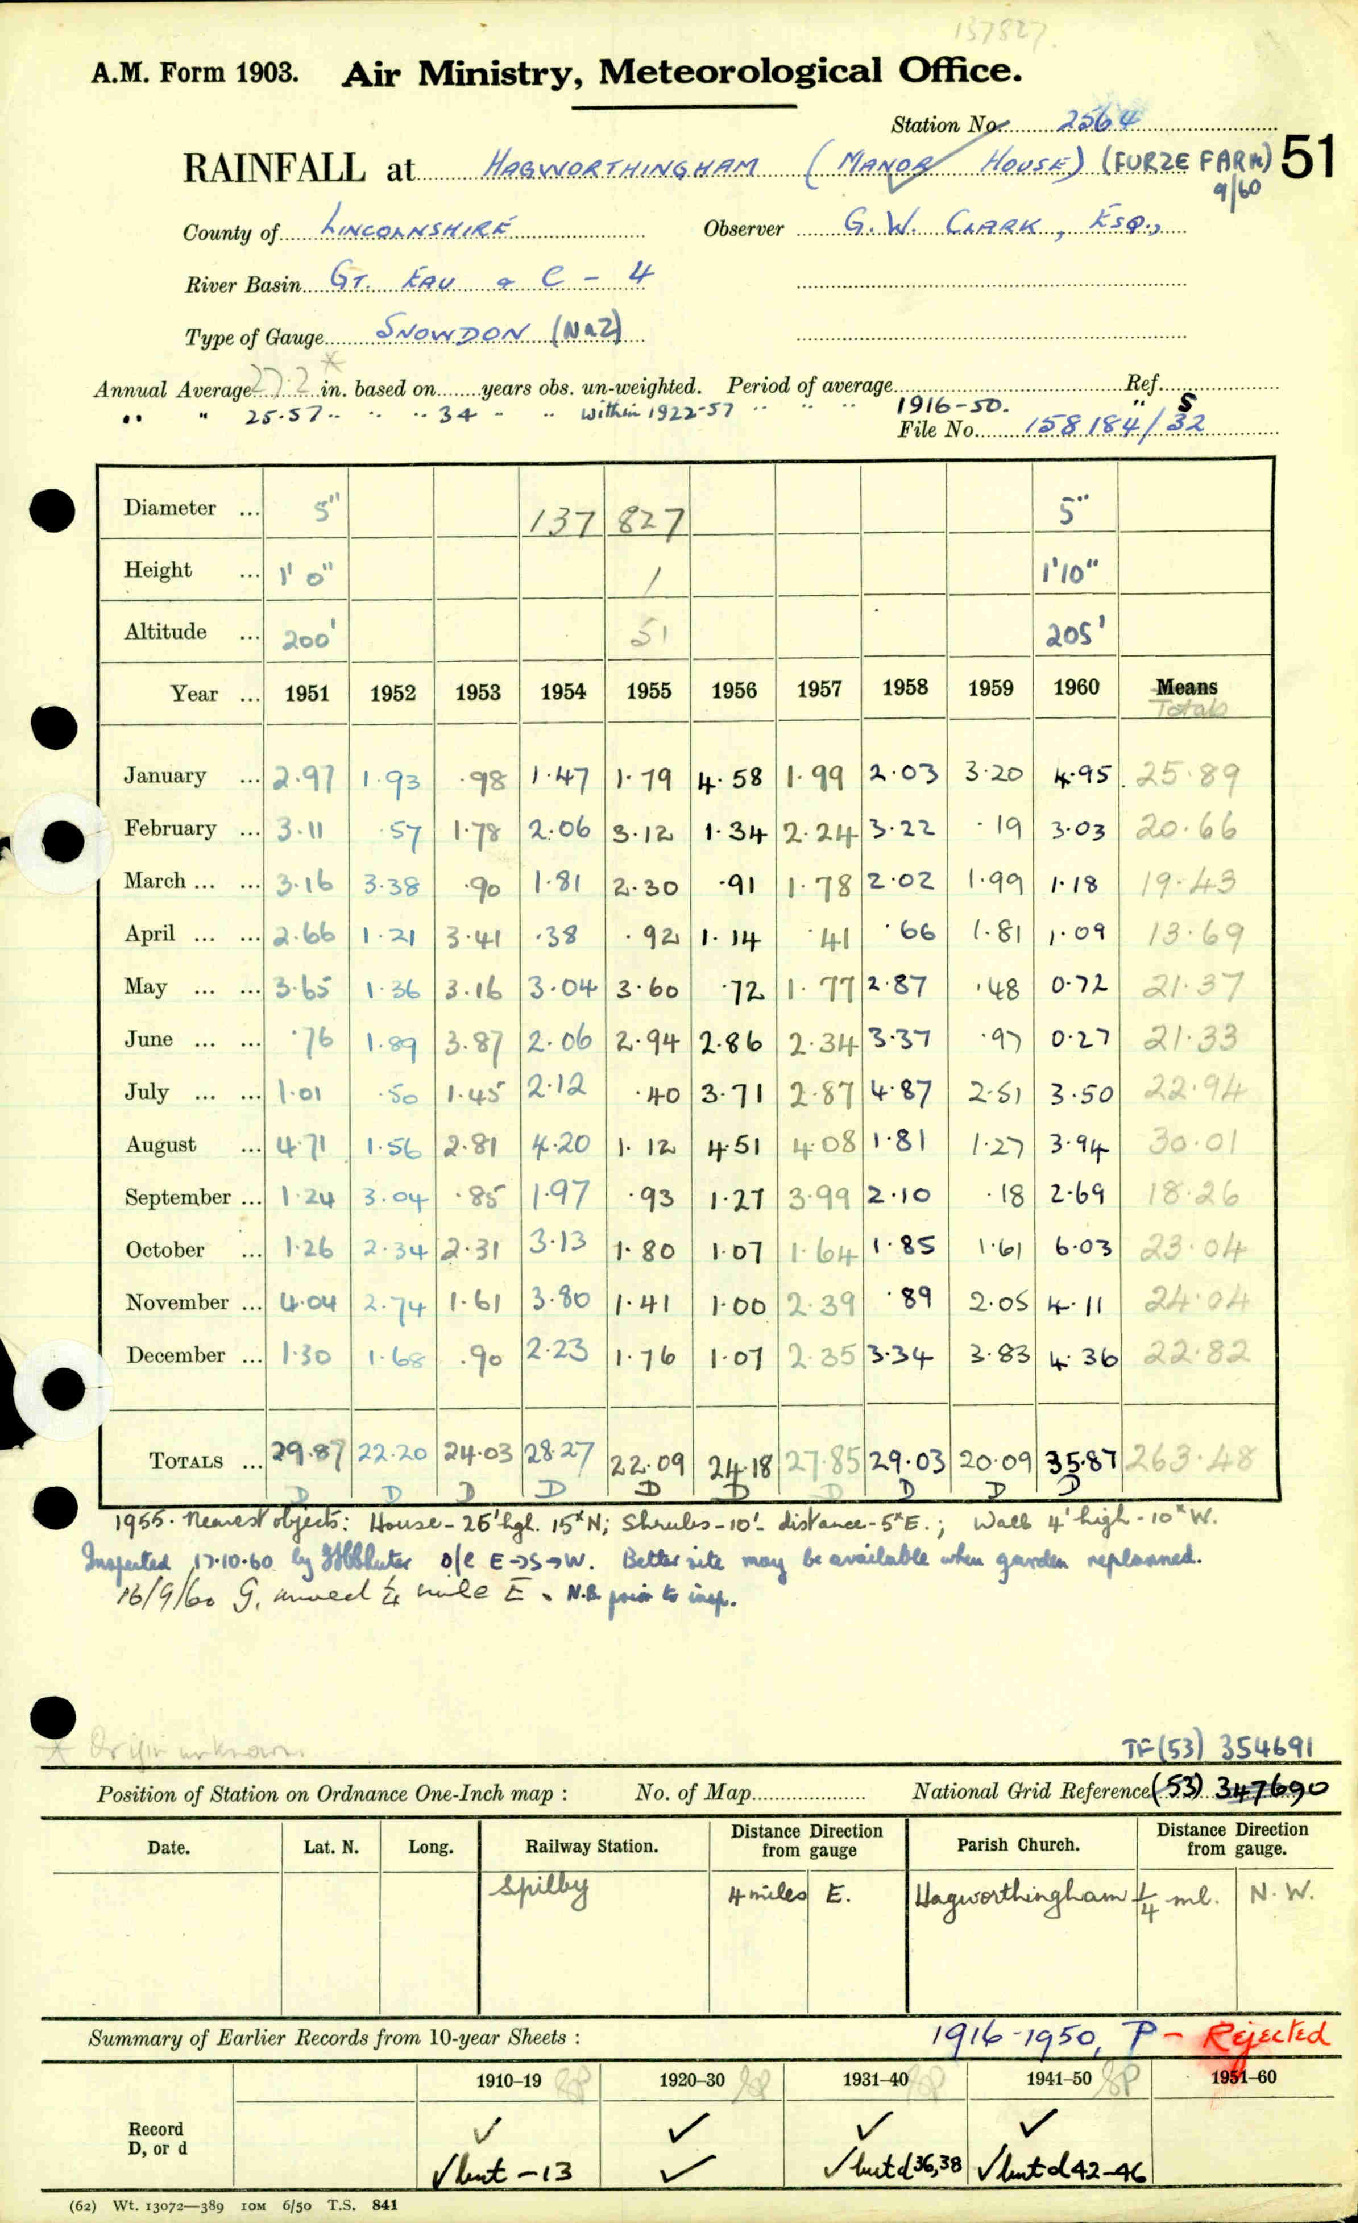 137827.
A.M. Form 1903. Air Ministry, Meteorological Office.
Station No. 2564
RAINFALL at HAGWORTHINGHAM (MANOR HOUSE) (FURZE FARM) 51
9/60
County of LINCOLNSHIRE Observer G. W. CLARK, ESQ.,
River Basin GT. EAU & C - 4
Type of Gauge SNOWDON (Na2)
Annual Average 27.2 * in. based on years obs. un-weighted. Period of average Ref.
" " 25.57 " " " 34 " " within 1922-57 " " " 1916-50. " S
File No. 158184/32
Diameter ... 5" 137 827 5"
Height ... 1' 0" 1 1'10"
Altitude ... 200' 51 205'
Year ... 1951 1952 1953 1954 1955 1956 1957 1958 1959 1960 Means
Totals
January ... 2.97 1.93 .98 1.47 1.79 4.58 1.99 2.03 3.20 4.95 25.89
February ... 3.11 .57 1.78 2.06 3.12 1.34 2.24 3.22 .19 3.03 20.66
March ... ... 3.16 3.38 .90 1.81 2.30 .91 1.78 2.02 1.99 1.18 19.43
April ... ... 2.66 1.21 3.41 .38 .92 1.14 .41 .66 1.81 1.09 13.69
May ... ... 3.65 1.36 3.16 3.04 3.60 .72 1.77 2.87 .48 0.72 21.37
June ... ... .76 1.89 3.87 2.06 2.94 2.86 2.34 3.37 .97 0.27 21.33
July ... ... 1.01 .50 1.45 2.12 .40 3.71 2.87 4.87 2.51 3.50 22.94
August ... 4.71 1.56 2.81 4.20 1.12 4.51 4.08 1.81 1.27 3.94 30.01
September ... 1.24 3.04 .85 1.97 .93 1.27 3.99 2.10 .18 2.69 18.26
October ... 1.26 2.34 2.31 3.13 1.80 1.07 1.64 1.85 1.61 6.03 23.04
November ... 4.04 2.74 1.61 3.80 1.41 1.00 2.39 .89 2.05 4.11 24.04
December ... 1.30 1.68 .90 2.23 1.76 1.07 2.35 3.34 3.83 4.36 22.82
TOTALS ... 29.87 22.20 24.03 28.27 22.09 24.18 27.85 29.03 20.09 35.87 263.48
D D D D D D D D D D
1955. Nearest objects: House - 25' hgh. 15ˣ N; Shrubs - 10' - distance - 5ˣ E.; Wall 4' high - 10ˣ W.
Inspected 17.10.60 by o/e E→S→W. Better site may be available when garden replanned.
16/9/60 G. moved ¼ mile E. N.R. prior to insp.
* Origin unknown.
TF(53) 354691
Position of Station on Ordnance One-Inch map : No. of Map National Grid Reference (53) 347690
Date. Lat. N. Long. Railway Station. Distance Direction from gauge Parish Church. Distance Direction from gauge.
Spilby 4 miles E. Hagworthingham ¼ ml. N. W.
Summary of Earlier Records from 10-year Sheets : 1916-1950, P - Rejected
1910–19 1920–30 1931–40 1941–50 1951–60
Record
D, or d
✓ ✓ ✓ ✓
✓ but -13 ✓ ✓ but d 36,38 ✓ but d 42-46
(62) Wt. 13072—389 10M 6/50 T.S. 841